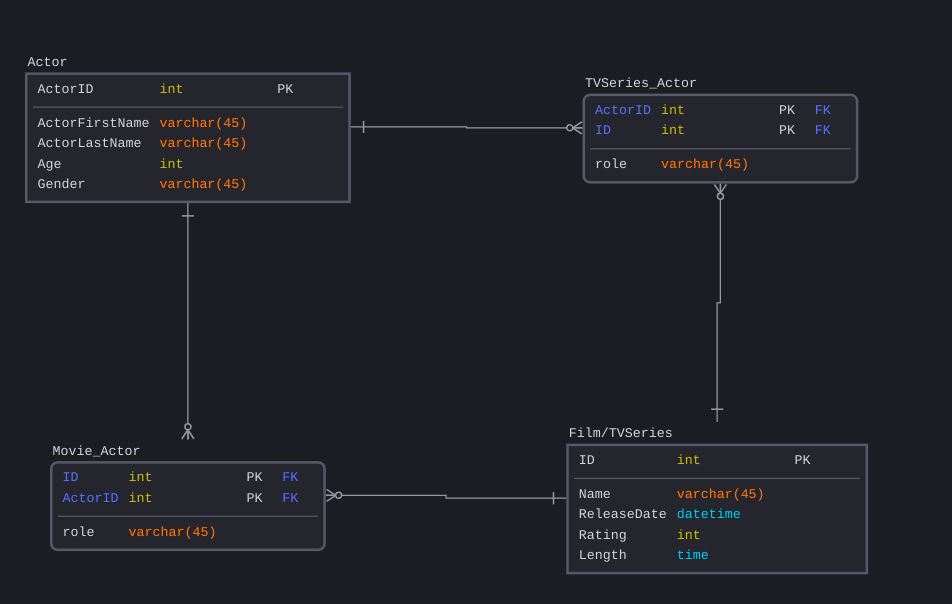 Actor
ActorID int PK
ActorFirstName varchar(45)
ActorLastName varchar(45)
Age int
Gender varchar(45)
TVSeries_Actor
ActorID int PK FK
ID int PK FK
role varchar(45)
Movie_Actor
ID int PK FK
ActorID int PK FK
role varchar(45)
Film/TVSeries
ID int PK
Name varchar(45)
ReleaseDate datetime
Rating int
Length time